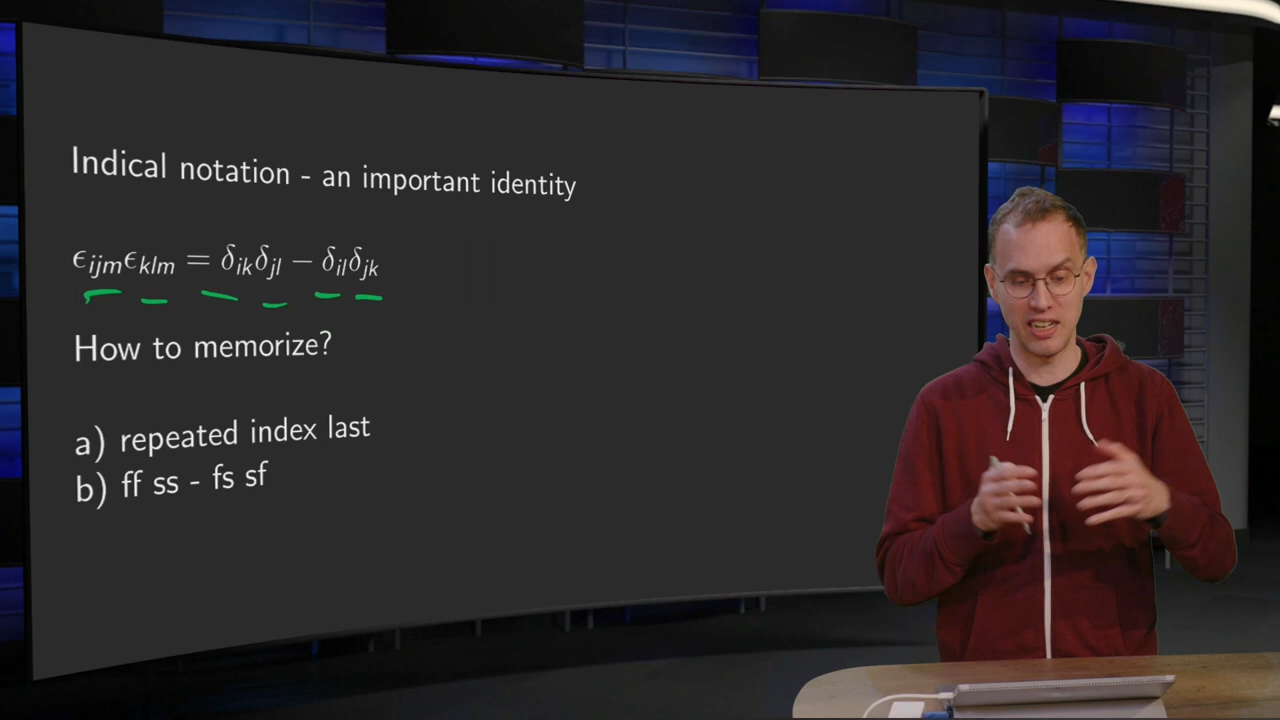 Indical notation - an important identity
ϵ_{ijm}ϵ_{klm} = δ_{ik}δ_{jl} − δ_{il}δ_{jk}
How to memorize?
a) repeated index last
b) ff ss - fs sf